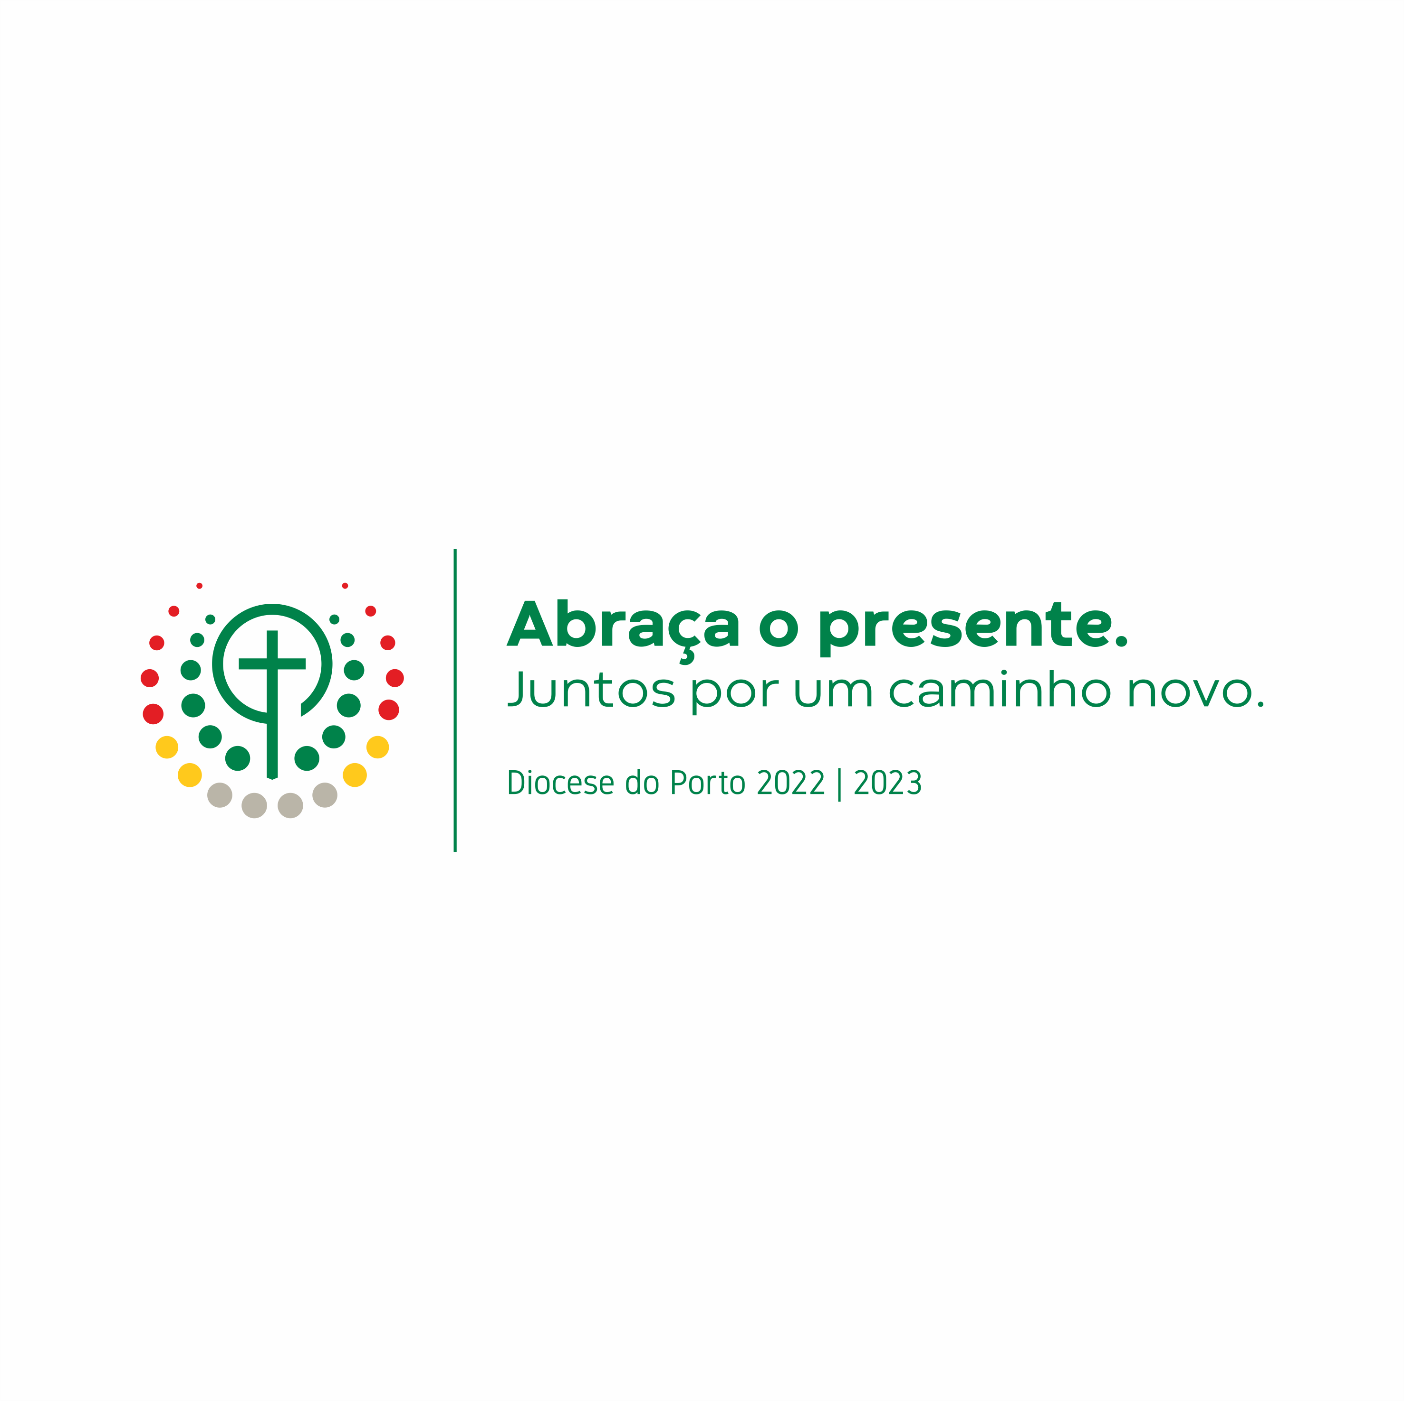 Abraça o presente.
Juntos por um caminho novo.
Diocese do Porto 2022 | 2023